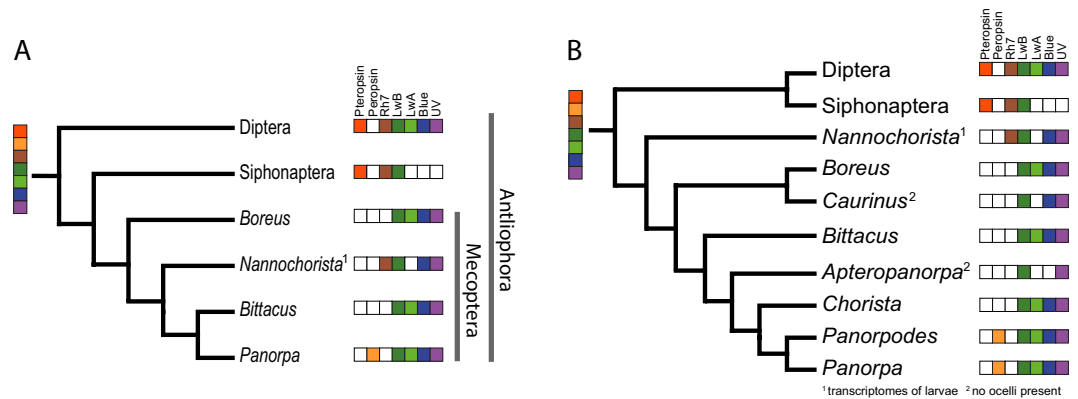 A
Pteropsin
Peropsin
Rh7
LwB
LwA
Blue
UV
Diptera
Siphonaptera
Boreus
Nannochorista¹
Bittacus
Panorpa
Mecoptera
Antliophora
B
Pteropsin
Peropsin
Rh7
LwB
LwA
Blue
UV
Diptera
Siphonaptera
Nannochorista¹
Boreus
Caurinus²
Bittacus
Apteropanorpa²
Chorista
Panorpodes
Panorpa
¹ transcriptomes of larvae ² no ocelli present